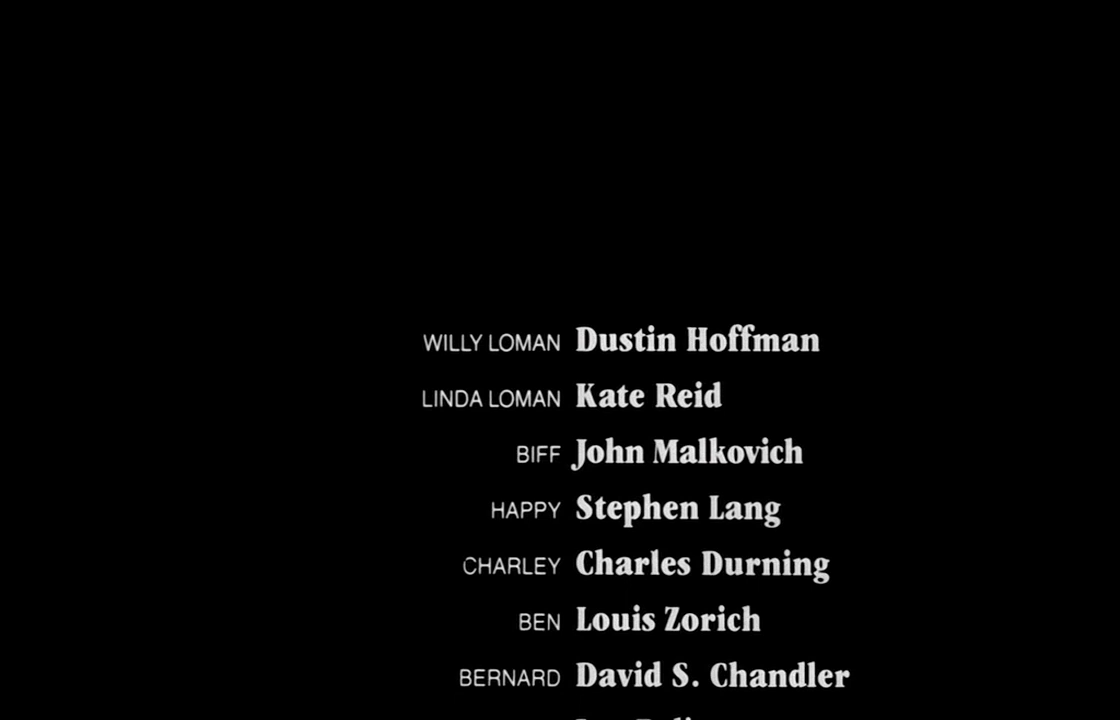 WILLY LOMAN Dustin Hoffman
LINDA LOMAN Kate Reid
BIFF John Malkovich
HAPPY Stephen Lang
CHARLEY Charles Durning
BEN Louis Zorich
BERNARD David S. Chandler